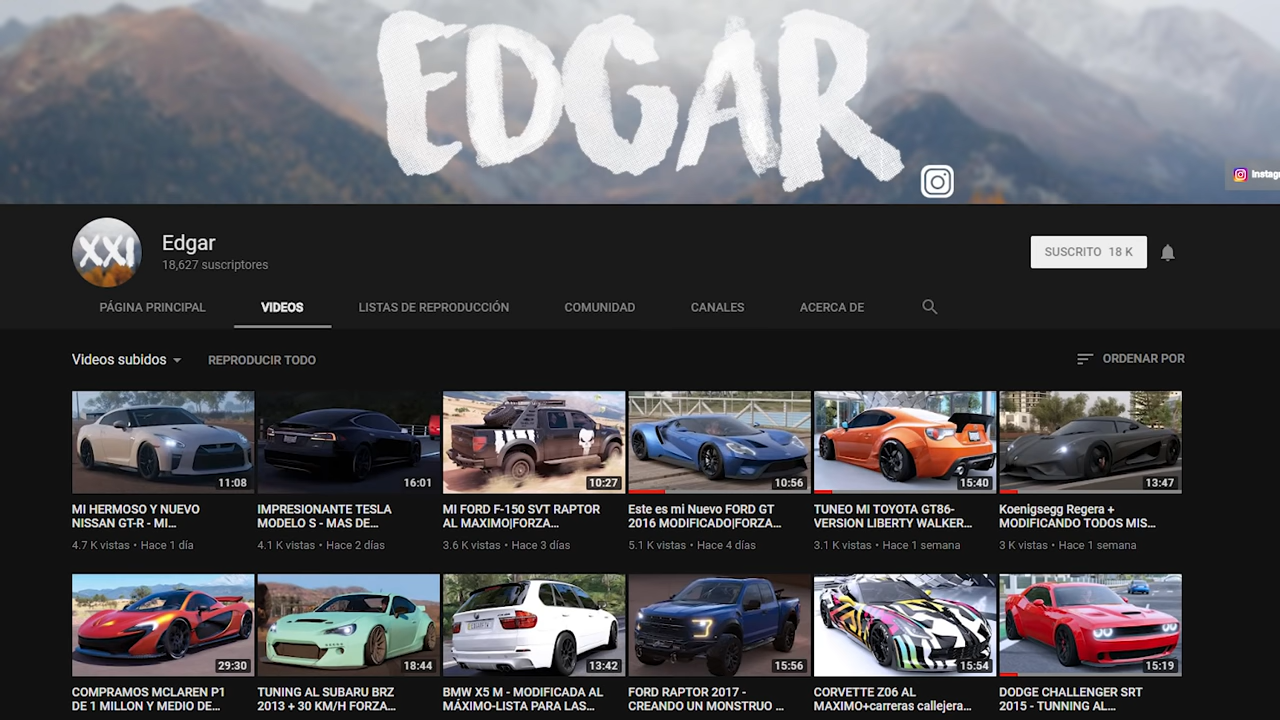 EDGAR
Instagr
XXI
Edgar
18,627 suscriptores
SUSCRITO 18 K
PÁGINA PRINCIPAL VIDEOS LISTAS DE REPRODUCCIÓN COMUNIDAD CANALES ACERCA DE
Videos subidos REPRODUCIR TODO ORDENAR POR
11:08 16:01 10:27 10:56 15:40 13:47
MI HERMOSO Y NUEVO
NISSAN GT-R - MI...
4.7 K vistas • Hace 1 día
IMPRESIONANTE TESLA
MODELO S - MAS DE...
4.1 K vistas • Hace 2 días
MI FORD F-150 SVT RAPTOR
AL MAXIMO|FORZA...
3.6 K vistas • Hace 3 días
Este es mi Nuevo FORD GT
2016 MODIFICADO|FORZA...
5.1 K vistas • Hace 4 días
TUNEO MI TOYOTA GT86-
VERSION LIBERTY WALKER...
3.1 K vistas • Hace 1 semana
Koenigsegg Regera +
MODIFICANDO TODOS MIS...
3 K vistas • Hace 1 semana
29:30 18:44 13:42 15:56 15:54 15:19
COMPRAMOS MCLAREN P1
DE 1 MILLON Y MEDIO DE...
TUNING AL SUBARU BRZ
2013 + 30 KM/H FORZA...
BMW X5 M - MODIFICADA AL
MÁXIMO-LISTA PARA LAS...
FORD RAPTOR 2017 -
CREANDO UN MONSTRUO ...
CORVETTE Z06 AL
MAXIMO+carreras callejera...
DODGE CHALLENGER SRT
2015 - TUNNING AL...